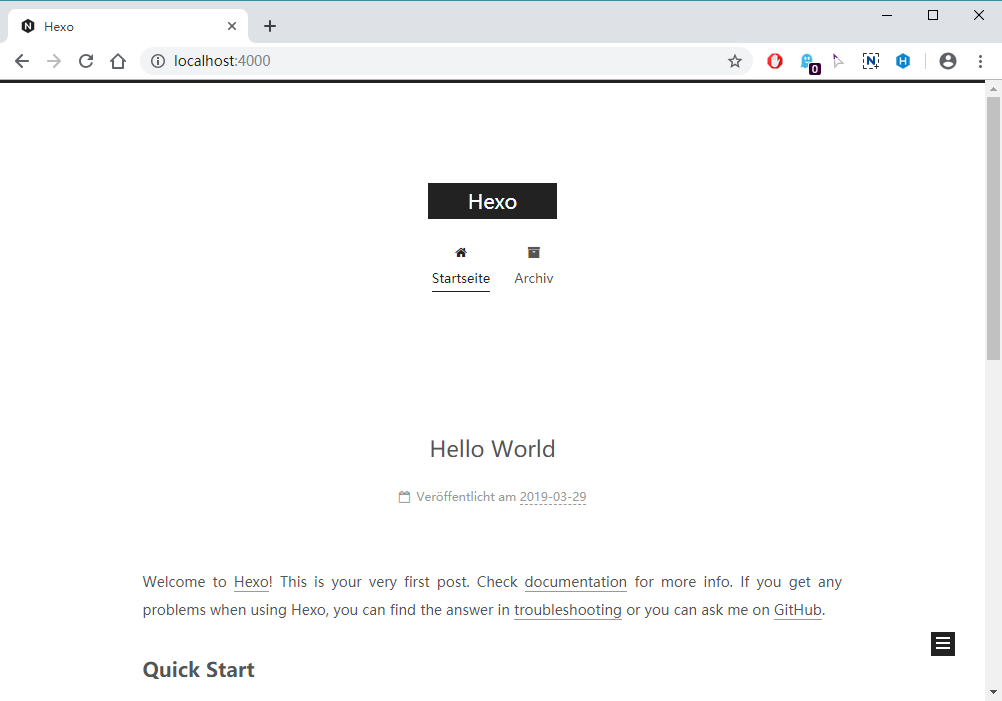 Hexo
localhost:4000
0
Hexo
Startseite Archiv
Hello World
Veröffentlicht am 2019-03-29
Welcome to Hexo! This is your very first post. Check documentation for more info. If you get any
problems when using Hexo, you can find the answer in troubleshooting or you can ask me on GitHub.
Quick Start